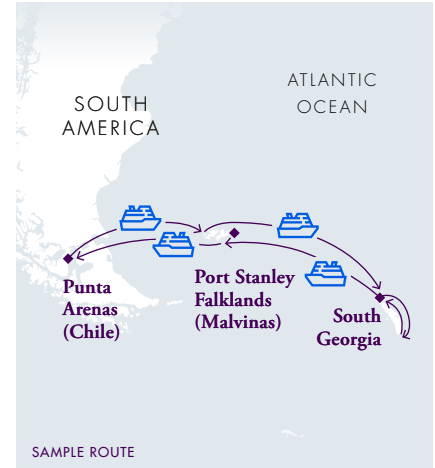 ATLANTIC
OCEAN
SOUTH
AMERICA
Punta
Arenas
(Chile)
Port Stanley
Falklands
(Malvinas)
South
Georgia
SAMPLE ROUTE